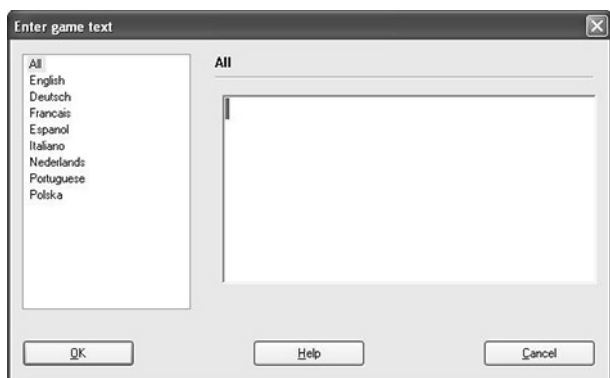 Enter game text
All
English
Deutsch
Francais
Espanol
Italiano
Nederlands
Portuguese
Polska
All
OK
Help
Cancel